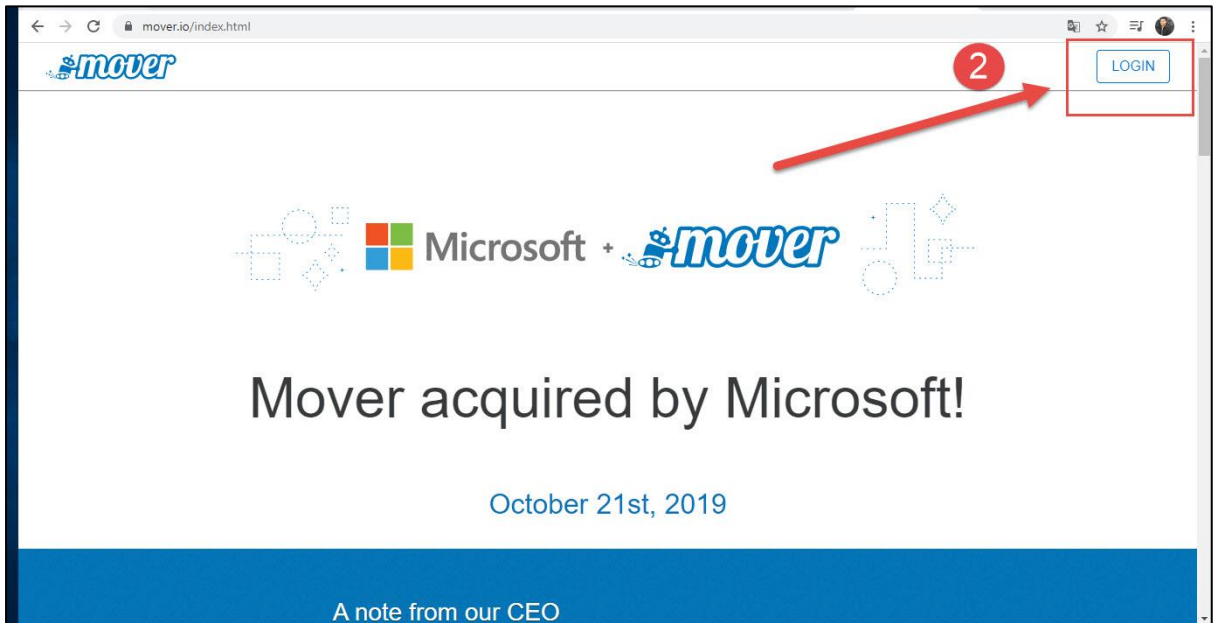 mover.io/index.html
mover
2
LOGIN
Microsoft + mover
Mover acquired by Microsoft!
October 21st, 2019
A note from our CEO